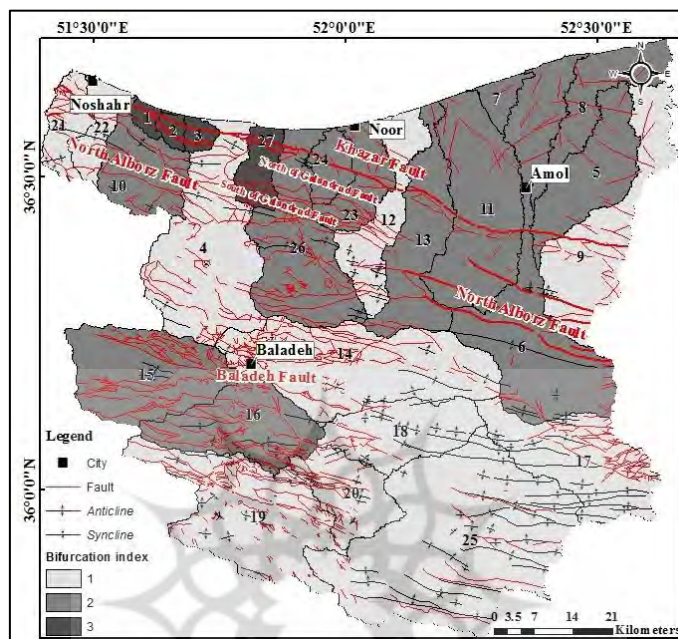 51°30'0"E 52°0'0"E 52°30'0"E
N
W E
S
Noshahr
7
1
2
3
27
Noor
8
21
22
24
Khazar Fault
36°30'0"N
North Alborz Fault
North of Galandrud Fault
5
Amol
10
South of Galandrud Fault
23
12
11
13
4
26
9
North Alborz Fault
6
14
Baladeh
15
Baladeh Fault
16
18
17
Legend
City
Fault
Anticline
Syncline
Bifurcation index
1
2
3
36°0'0"N
20
19
25
0 3.5 7 14 21
Kilometers